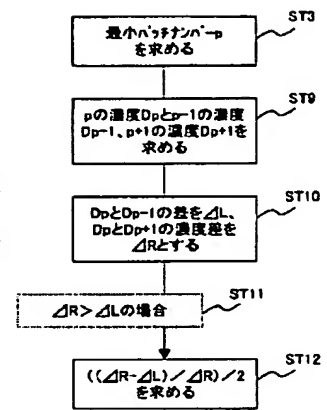 ST3
最小パッチナンバーp
を求める
ST9
pの濃度Dpとp-1の濃度
Dp-1、p+1の濃度Dp+1を
求める
ST10
DpとDp-1の差を⊿L、
DpとDp+1の濃度差を
⊿Rとする
ST11
⊿R>⊿Lの場合
ST12
((⊿R-⊿L)/⊿R)/2
を求める